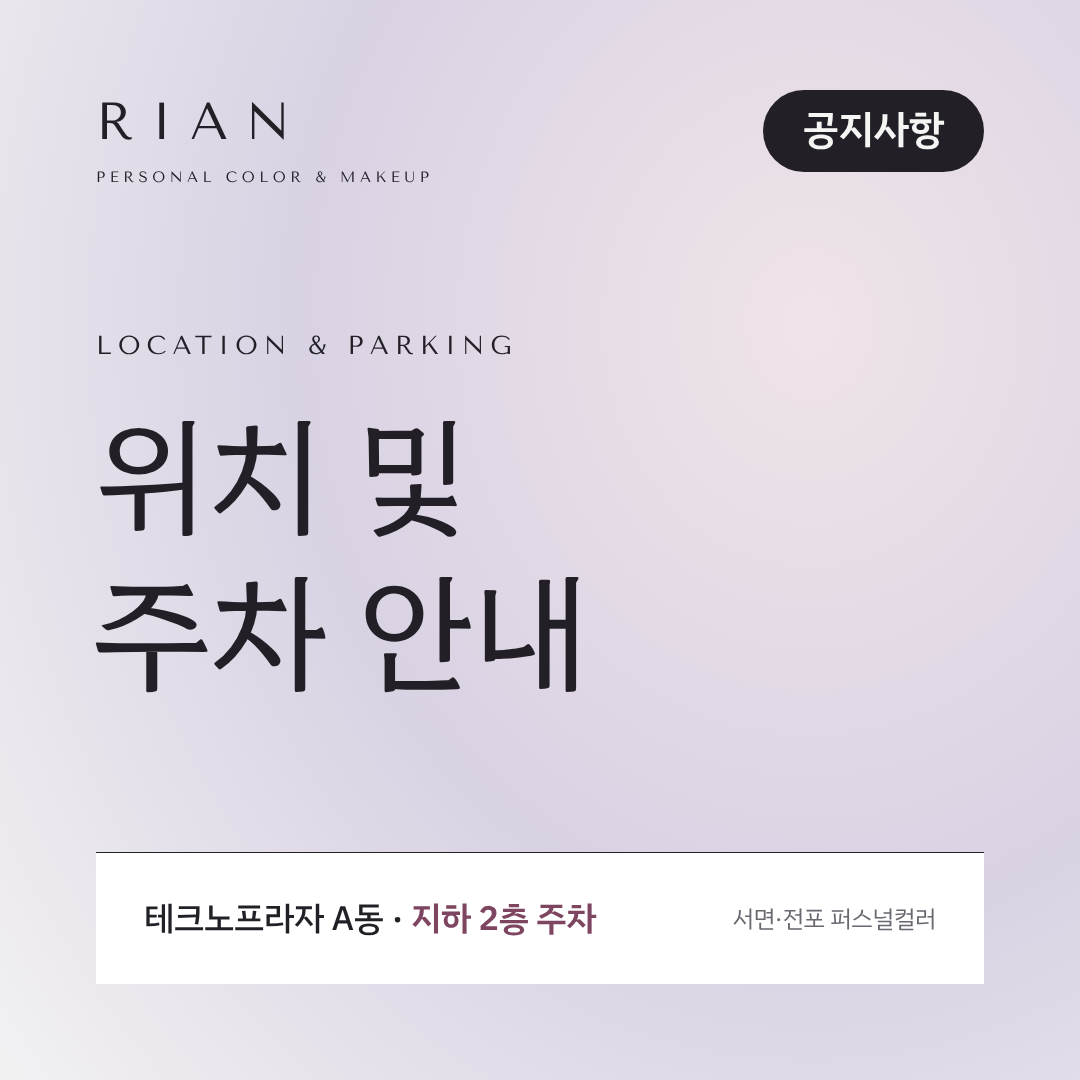 RIAN
PERSONAL COLOR & MAKEUP
공지사항
LOCATION & PARKING
위치 및
주차 안내
테크노프라자 A동 · 지하 2층 주차
서면·전포 퍼스널컬러